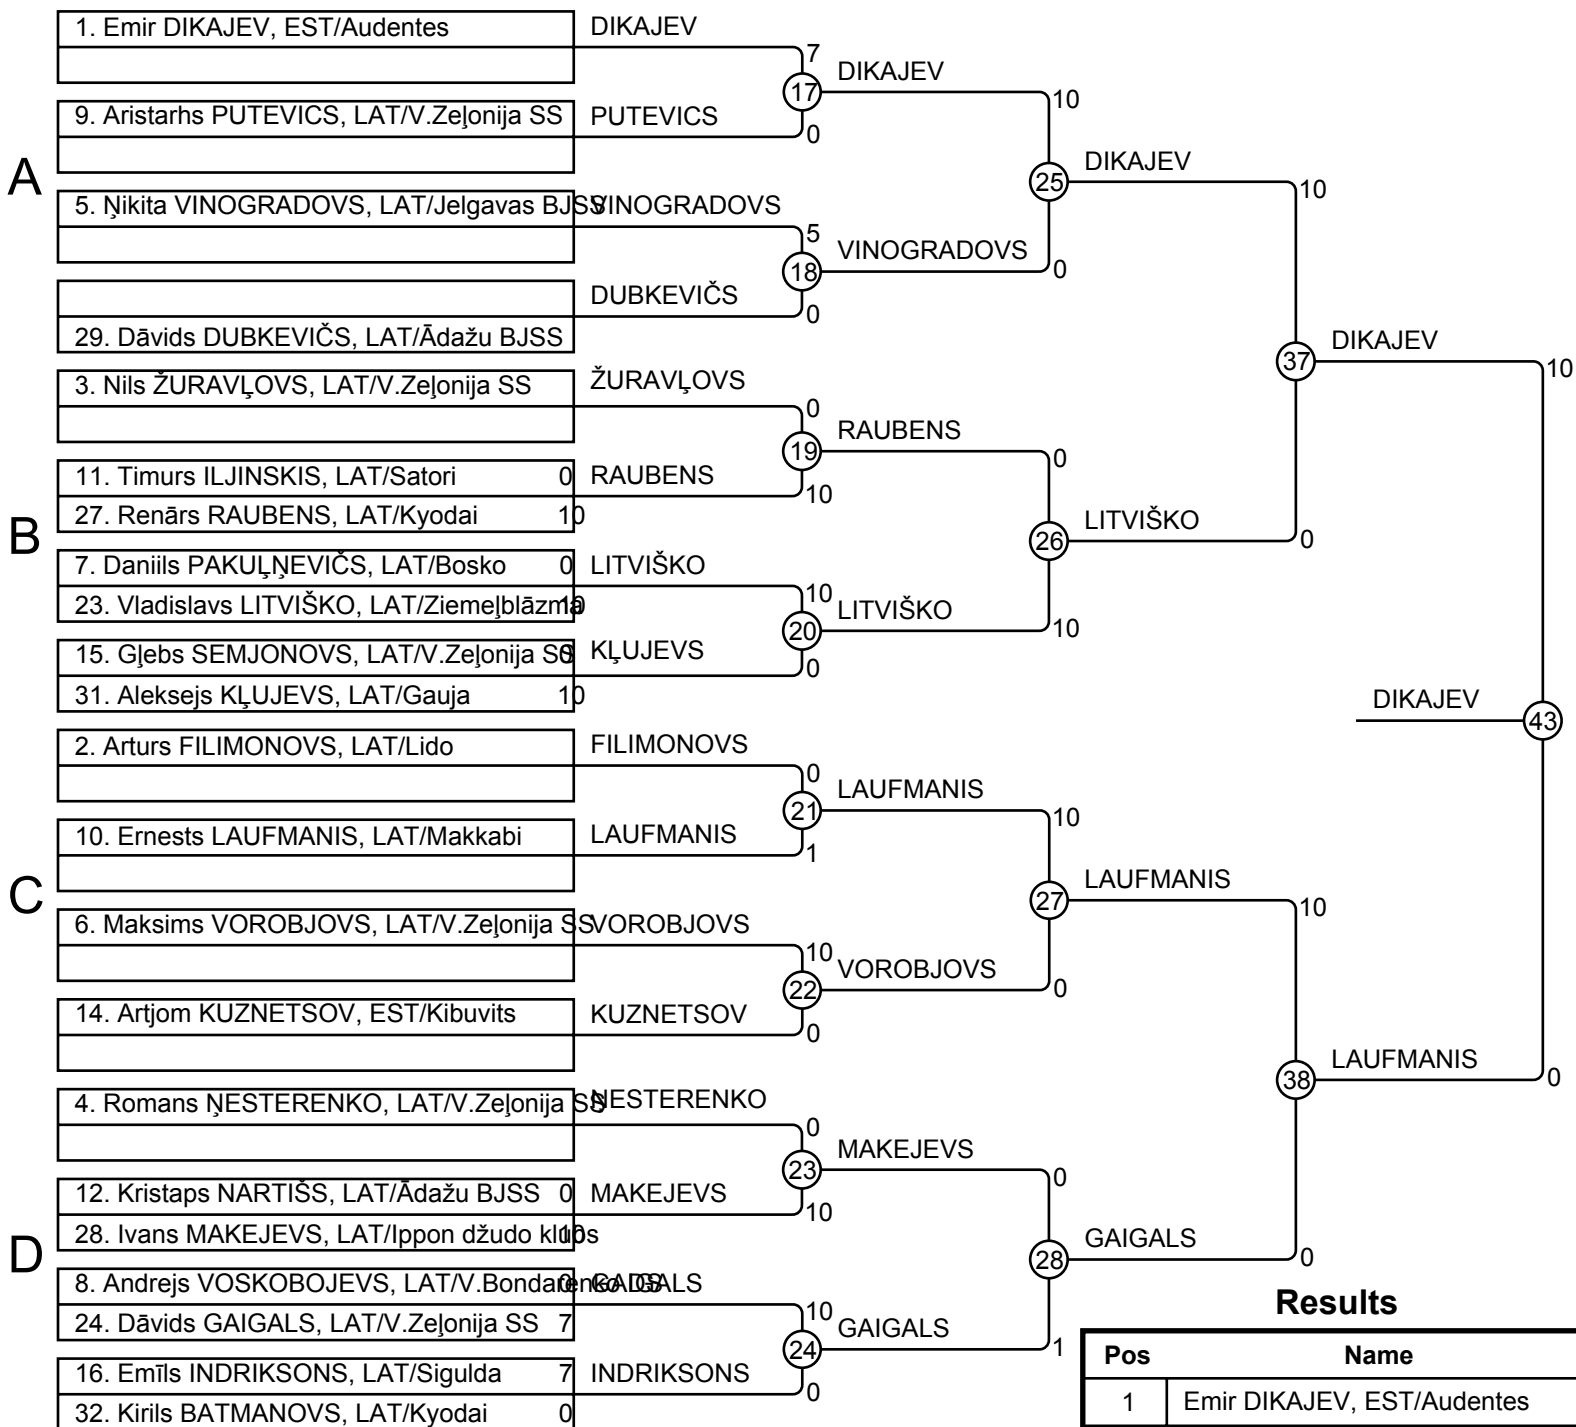 A
1. Emir DIKAJEV, EST/Audentes
DIKAJEV
7
17
DIKAJEV
10
9. Aristarhs PUTEVICS, LAT/V.Zeļonija SS
PUTEVICS
0
25
DIKAJEV
10
5. Ņikita VINOGRADOVS, LAT/Jelgavas BJSS
VINOGRADOVS
5
18
VINOGRADOVS
0
DUBKEVIČS
0
29. Dāvids DUBKEVIČS, LAT/Ādažu BJSS
37
DIKAJEV
10
B
3. Nils ŽURAVĻOVS, LAT/V.Zeļonija SS
ŽURAVĻOVS
0
19
RAUBENS
0
11. Timurs ILJINSKIS, LAT/Satori 0
RAUBENS
10
27. Renārs RAUBENS, LAT/Kyodai 10
26
LITVIŠKO
0
7. Daniils PAKUĻŅEVIČS, LAT/Bosko 0
LITVIŠKO
10
23. Vladislavs LITVIŠKO, LAT/Ziemeļblāzma 10
20
LITVIŠKO
10
15. Gļebs SEMJONOVS, LAT/V.Zeļonija SS 0
KĻUJEVS
0
31. Aleksejs KĻUJEVS, LAT/Gauja 10
DIKAJEV
43
C
2. Arturs FILIMONOVS, LAT/Lido
FILIMONOVS
0
21
LAUFMANIS
10
10. Ernests LAUFMANIS, LAT/Makkabi
LAUFMANIS
1
27
LAUFMANIS
10
6. Maksims VOROBJOVS, LAT/V.Zeļonija SS
VOROBJOVS
10
22
VOROBJOVS
0
14. Artjom KUZNETSOV, EST/Kibuvits
KUZNETSOV
0
38
LAUFMANIS
0
D
4. Romans ŅESTERENKO, LAT/V.Zeļonija SS
ŅESTERENKO
0
23
MAKEJEVS
0
12. Kristaps NARTIŠS, LAT/Ādažu BJSS 0
MAKEJEVS
10
28. Ivans MAKEJEVS, LAT/Ippon džudo klubs 10
28
GAIGALS
0
8. Andrejs VOSKOBOJEVS, LAT/V.Bondarenko DS 0
GAIGALS
10
24. Dāvids GAIGALS, LAT/V.Zeļonija SS 7
24
GAIGALS
1
16. Emīls INDRIKSONS, LAT/Sigulda 7
INDRIKSONS
0
32. Kirils BATMANOVS, LAT/Kyodai 0
Results
Pos Name
1 Emir DIKAJEV, EST/Audentes